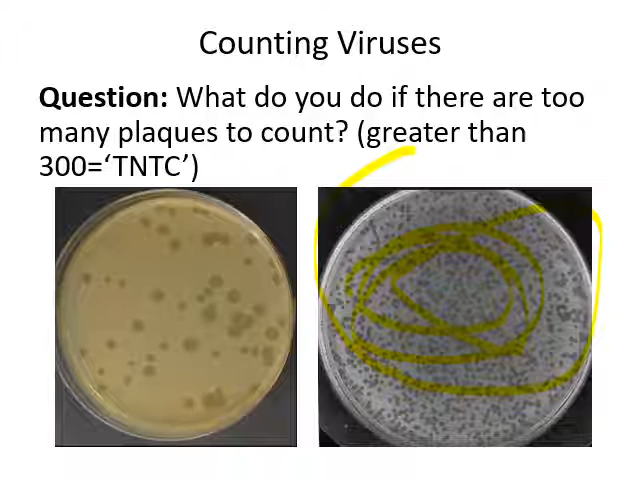 Counting Viruses
Question: What do you do if there are too
many plaques to count? (greater than
300=‘TNTC’)